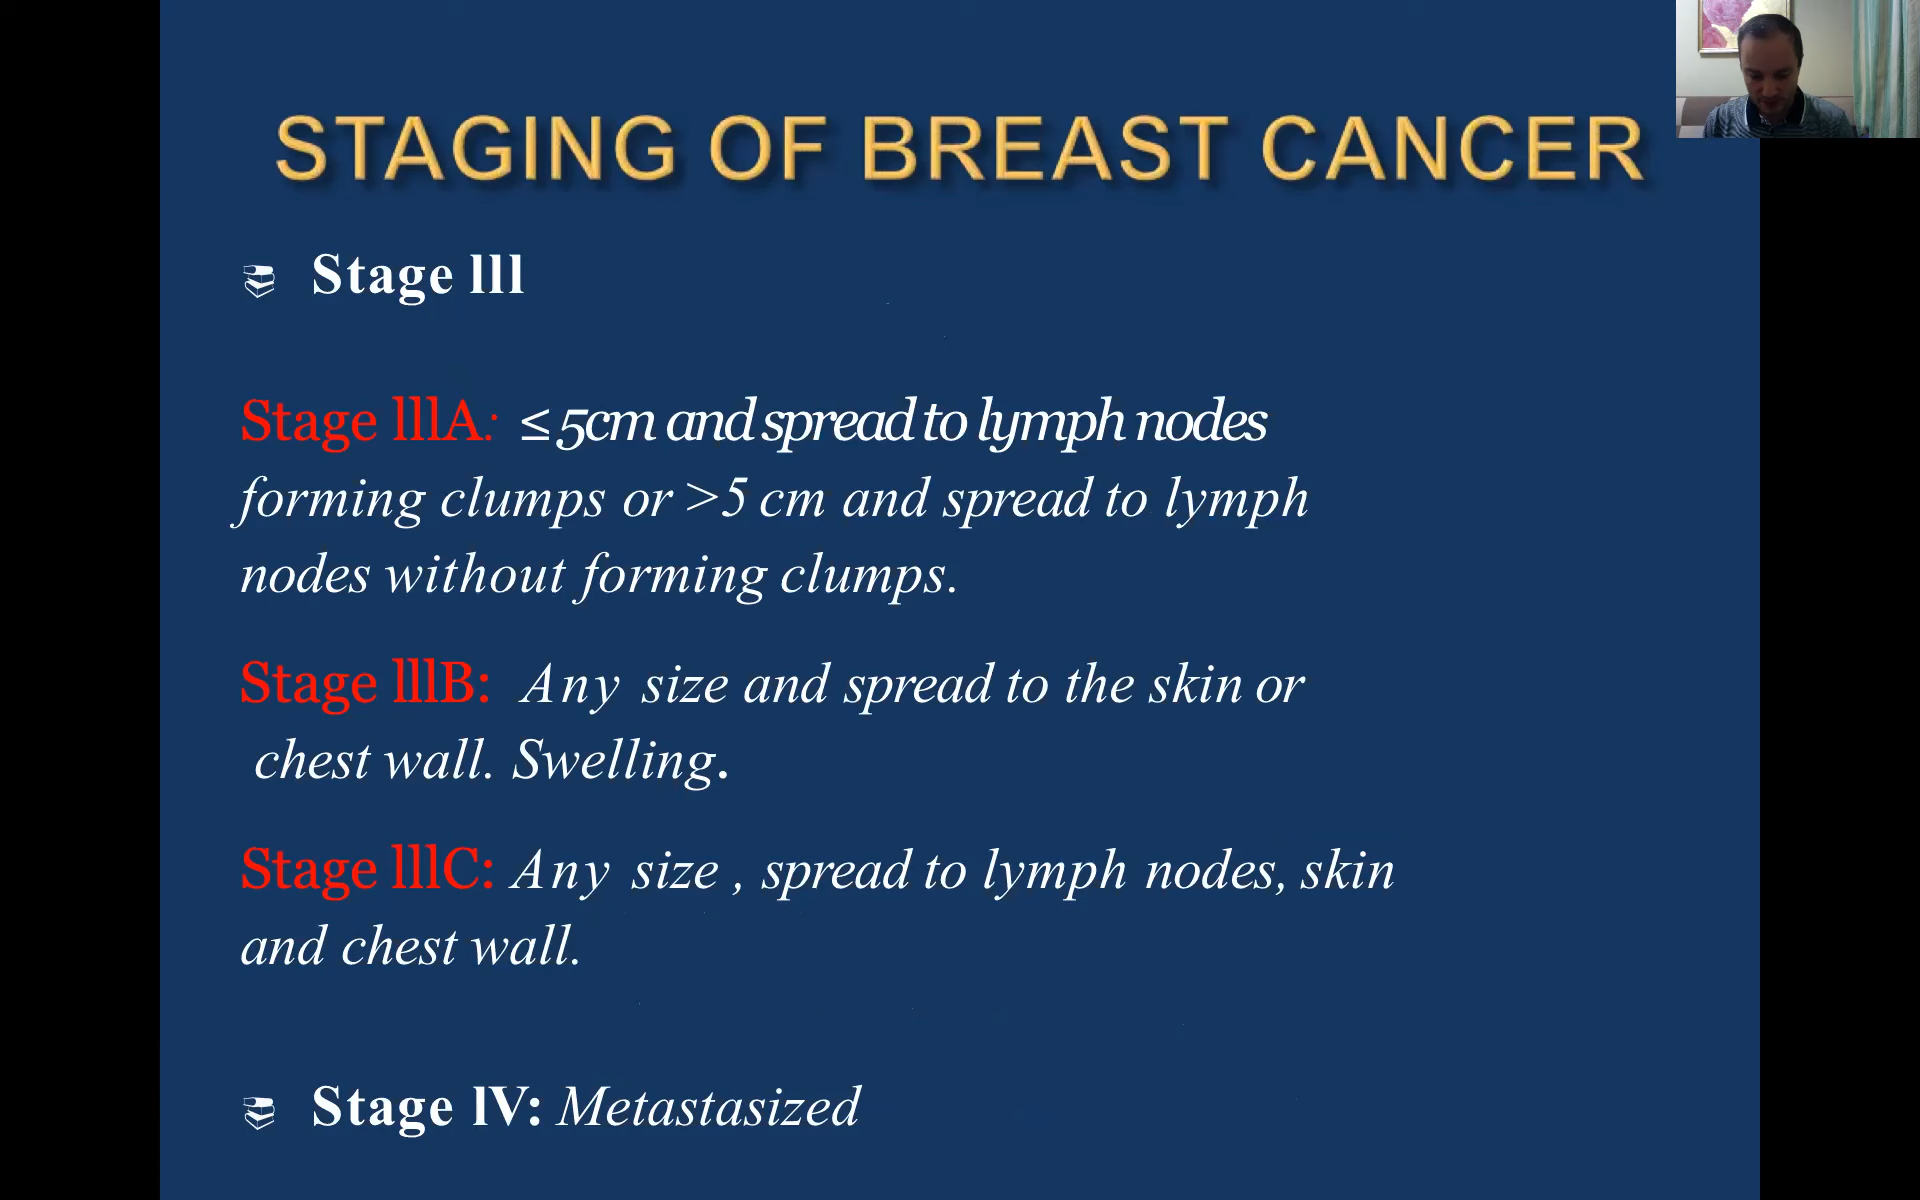 STAGING OF BREAST CANCER
Stage lll
Stage lllA: ≤5cm and spread to lymph nodes
forming clumps or >5 cm and spread to lymph
nodes without forming clumps.
Stage lllB: Any size and spread to the skin or
chest wall. Swelling.
Stage lllC: Any size , spread to lymph nodes, skin
and chest wall.
Stage lV: Metastasized